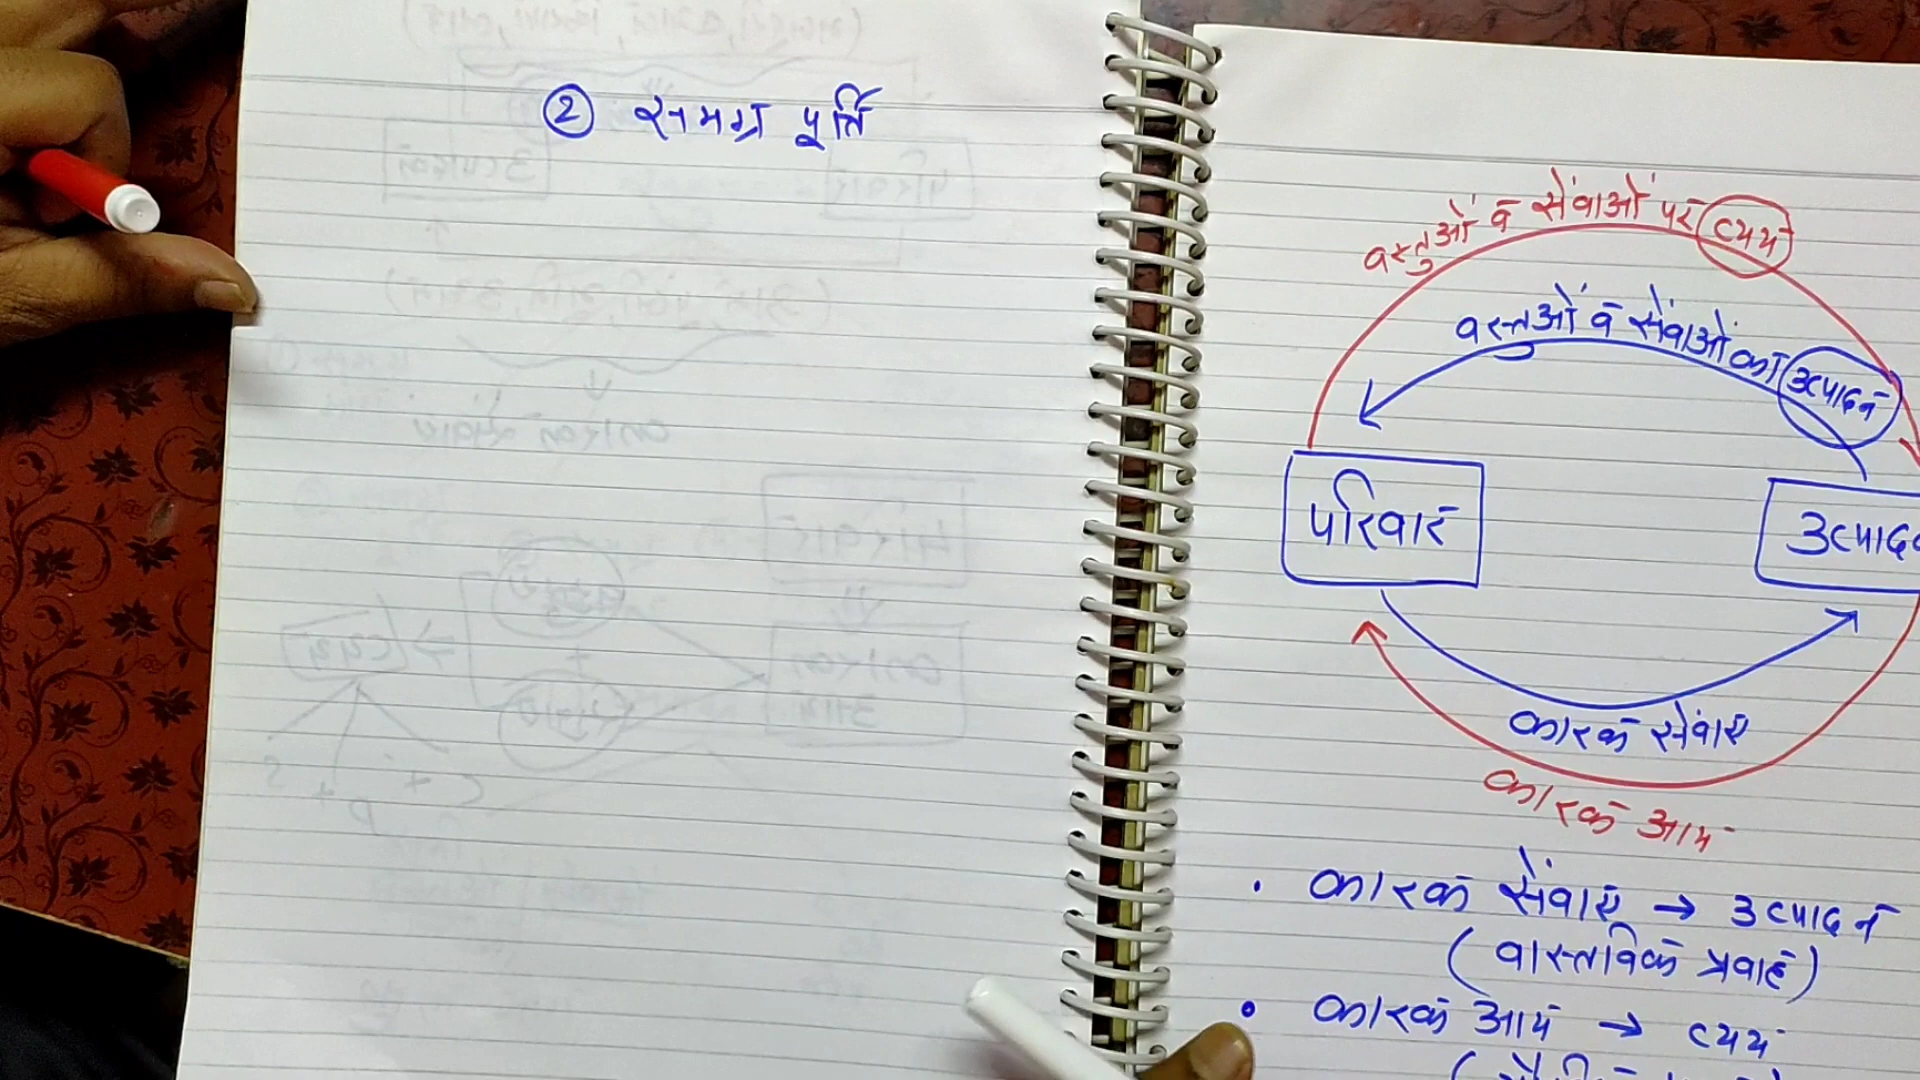 ② समग्र पूर्ति
वस्तुओं व सेवाओं पर व्यय
वस्तुओं व सेवाओं का उत्पादन
परिवार
कारक सेवाएं
कारक आय
• कारक सेवाएं → उत्पादन
(वास्तविक प्रवाह)
• कारक आय → व्यय